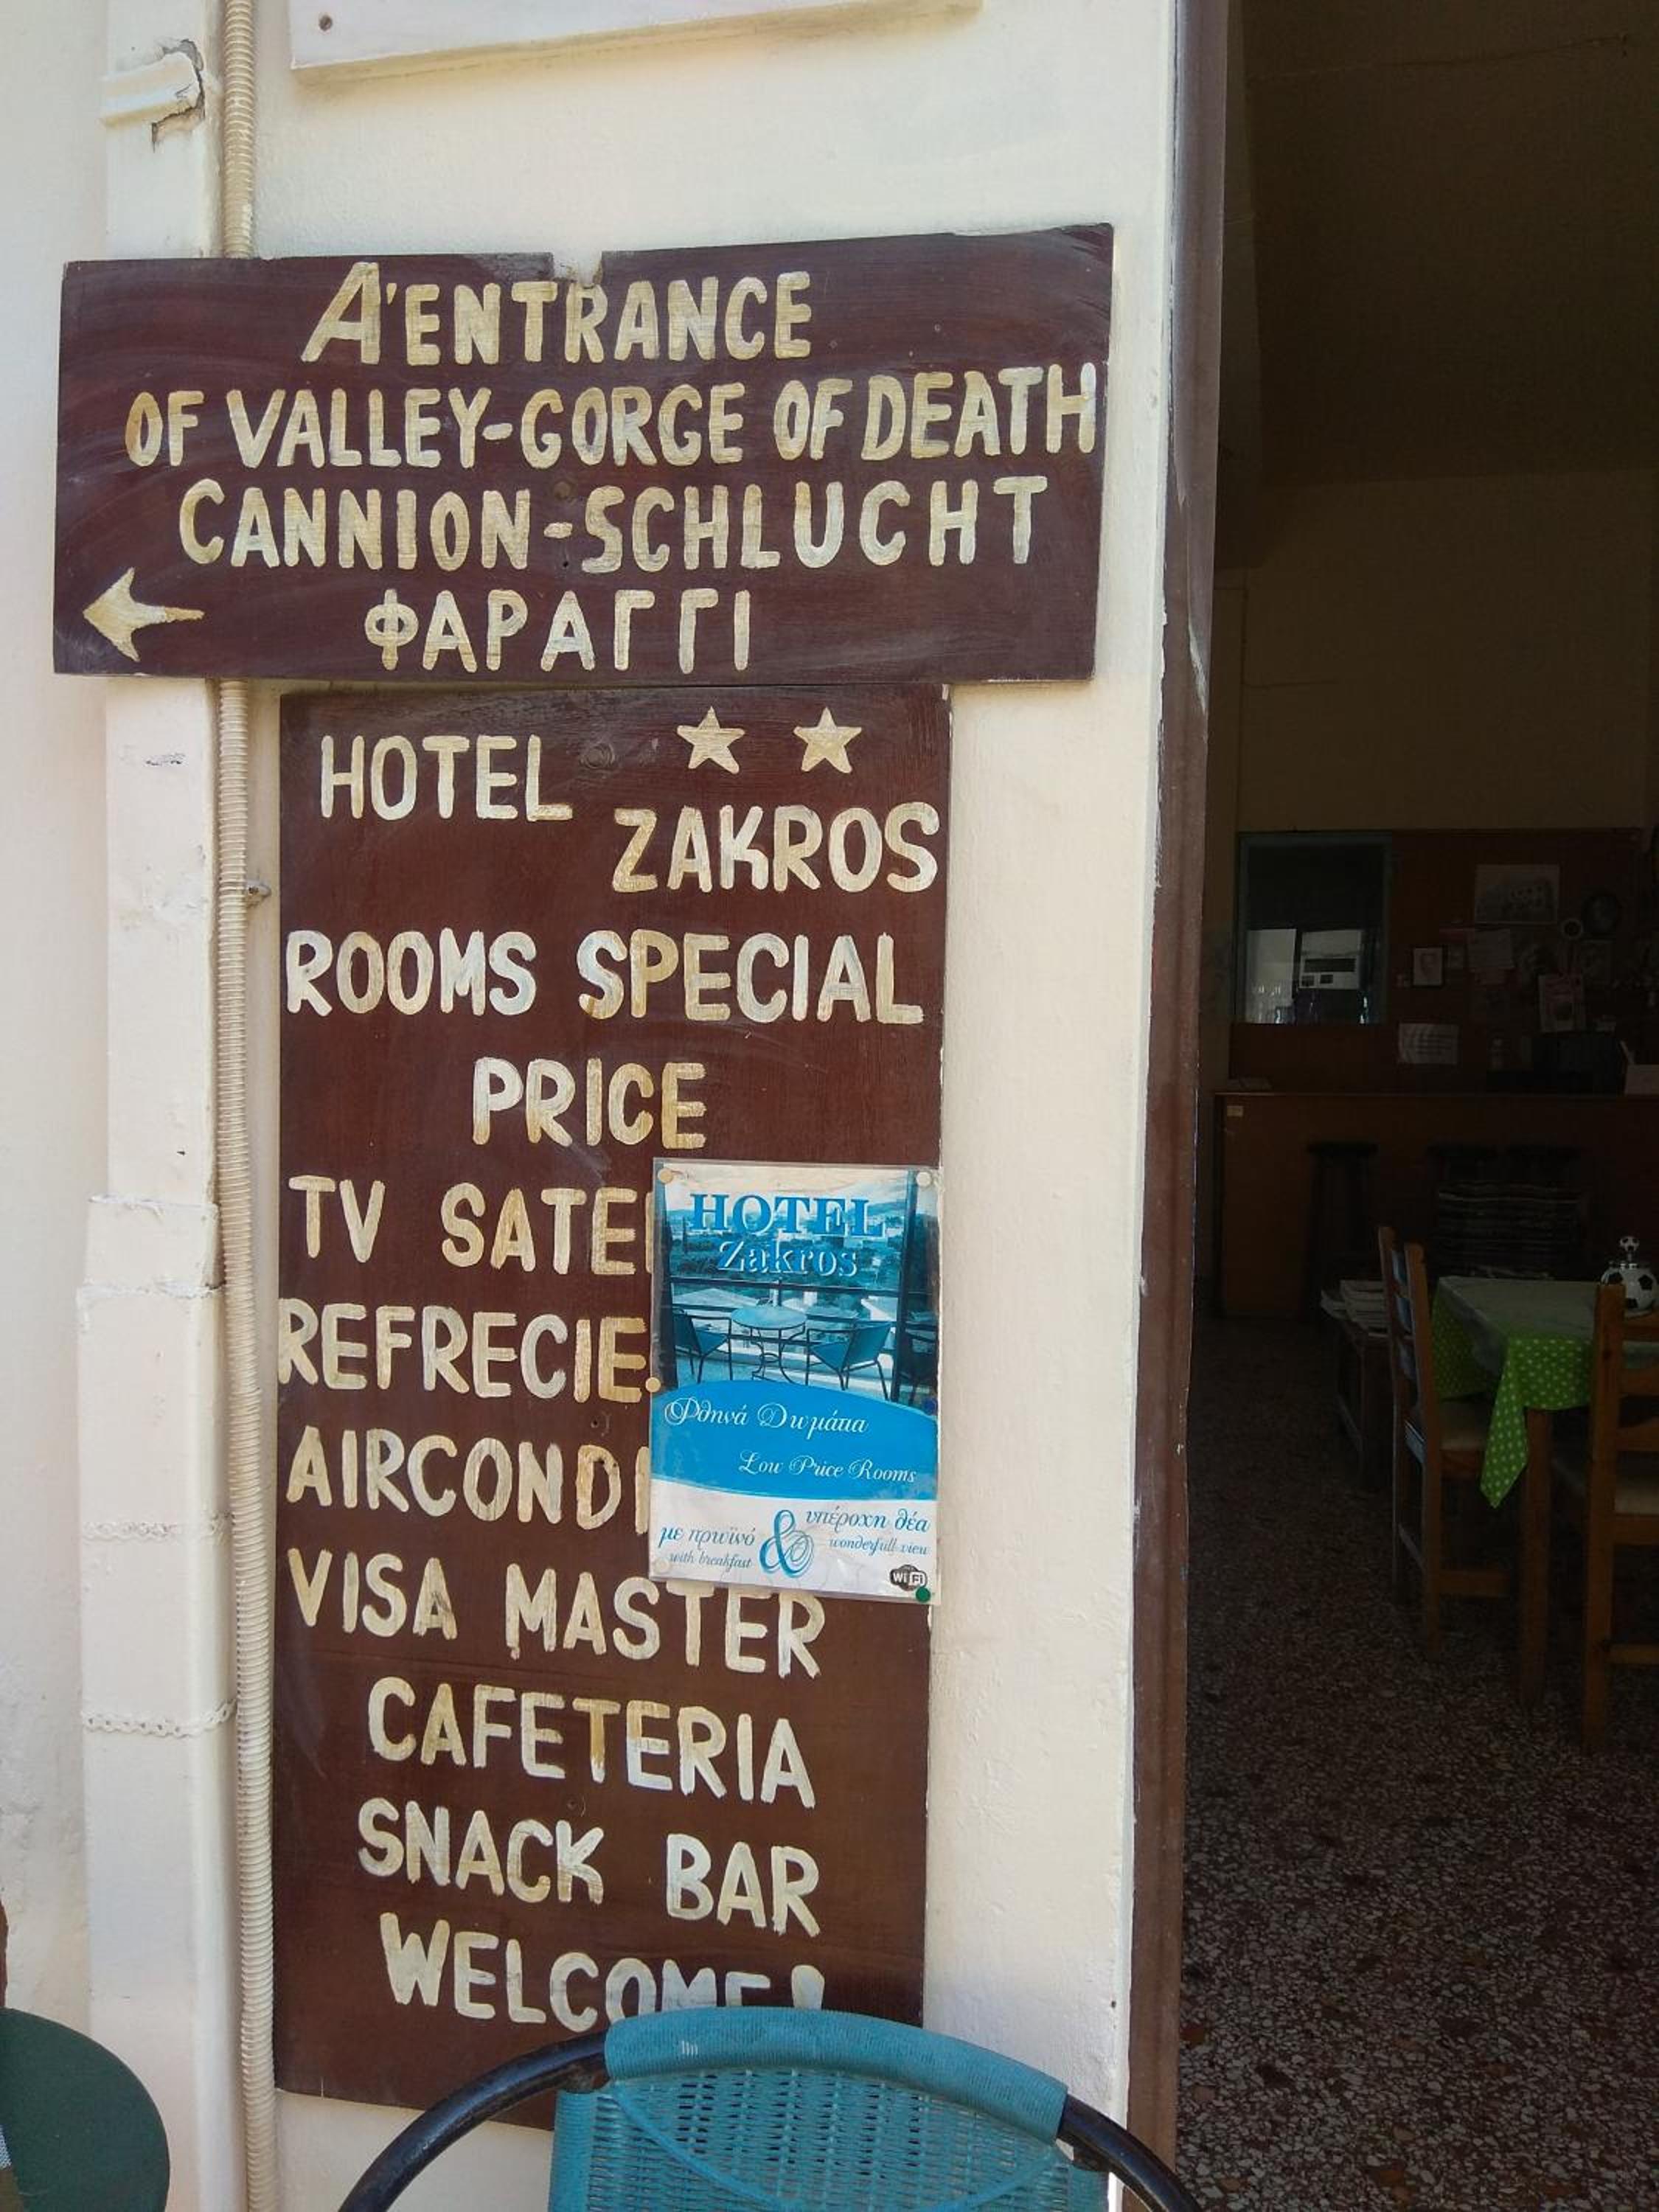 Α'ENTRANCE
OF VALLEY-GORGE OF DEATH
CANNION-SCHLUCHT
ΦΑΡΑΓΓΙ
HOTEL
ZAKROS
ROOMS SPECIAL
PRICE
TV SATE
REFRECIE
AIRCOND
VISA MASTER
CAFETERIA
SNACK BAR
WELCOME!
HOTEL
Zakros
Φθηνά Δωμάτια
Low Price Rooms
με πρωϊνό
with breakfast
&
υπέροχη θέα
wonderfull view
Wi Fi